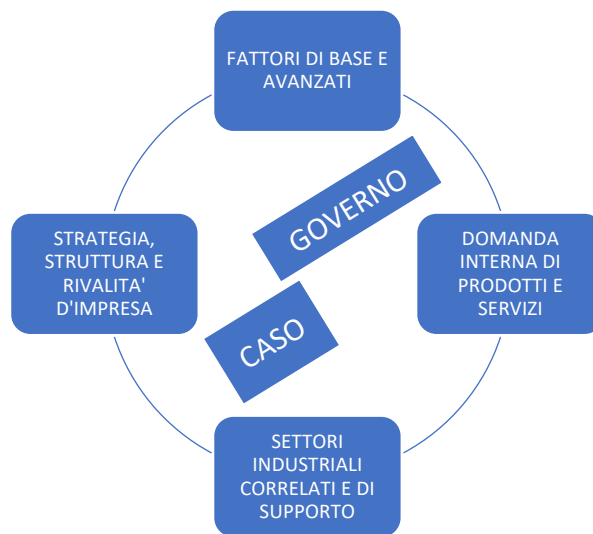 FATTORI DI BASE E
AVANZATI
GOVERNO
STRATEGIA,
STRUTTURA E
RIVALITA'
D'IMPRESA
DOMANDA
INTERNA DI
PRODOTTI E
SERVIZI
CASO
SETTORI
INDUSTRIALI
CORRELATI E DI
SUPPORTO